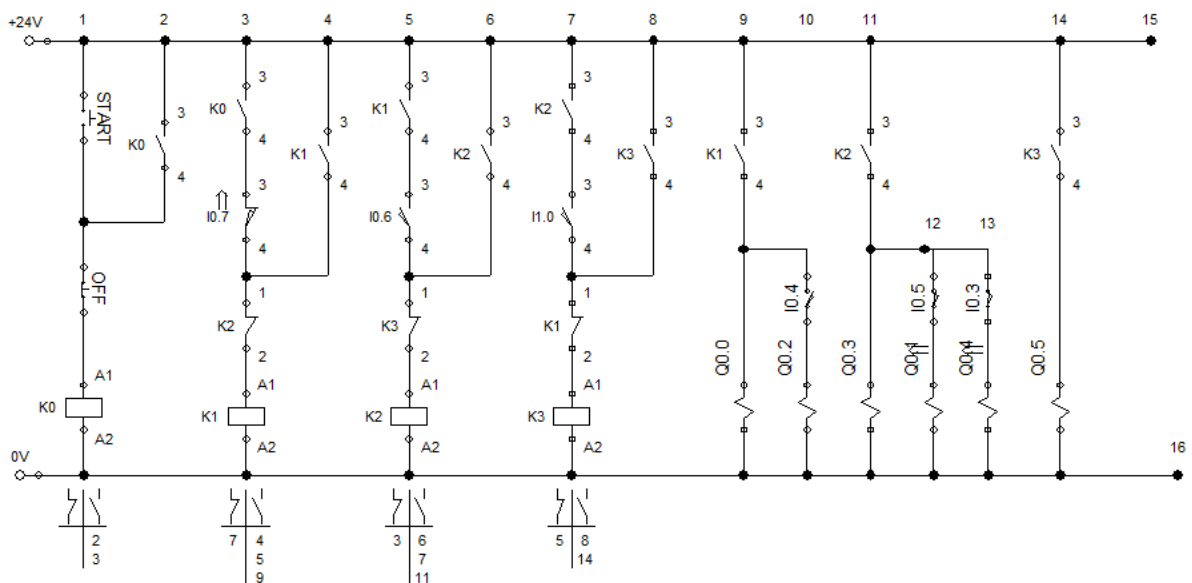 1 2 3 4 5 6 7 8 9 10 11 14 15
+24V
3 3 3
START K0 K1 K2
3 4 3 4 3 4 3 3 3 3
K0 K1 K2 K3 K1 K2 K3
4 3 4 3 4 3 4 4 4 4
I0.7 I0.6 I1.0
12 13
4 4 4
OFF
1 1 1
I0.4 I0.5 I0.3
K2 K3 K1
2 2 2
Q0.0 Q0.2 Q0.3 Q0.1 Q0.4 Q0.5
A1 A1 A1 A1
K0 K1 K2 K3
A2 A2 A2 A2
0V 16
2 7 4 3 6 5 8
3 5 7 14
9 11